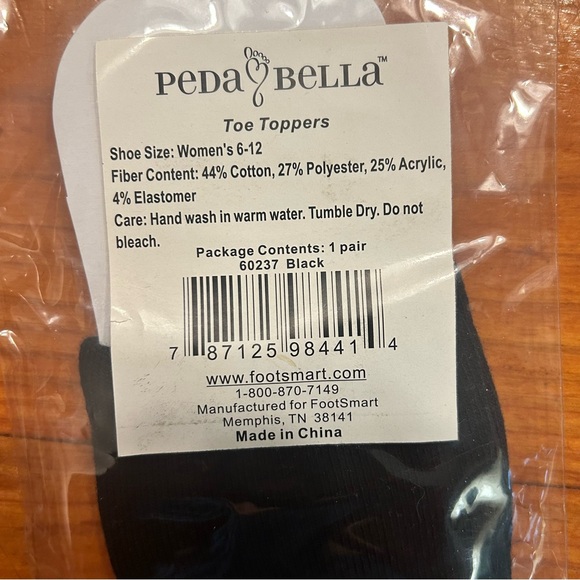 PEDA BELLA™
Toe Toppers
Shoe Size: Women's 6-12
Fiber Content: 44% Cotton, 27% Polyester, 25% Acrylic,
4% Elastomer
Care: Hand wash in warm water. Tumble Dry. Do not
bleach.
Package Contents: 1 pair
60237 Black
7 87125 98441 4
www.footsmart.com
1-800-870-7149
Manufactured for FootSmart
Memphis, TN 38141
Made in China